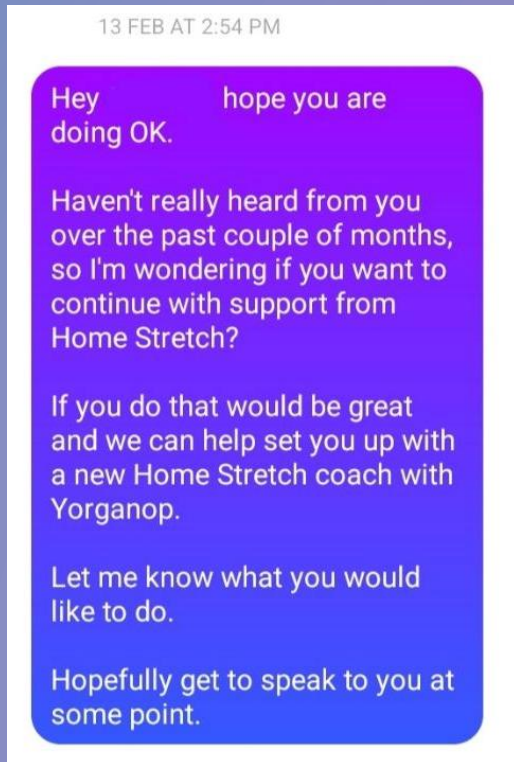 13 FEB AT 2:54 PM
Hey hope you are
doing OK.
Haven't really heard from you
over the past couple of months,
so I'm wondering if you want to
continue with support from
Home Stretch?
If you do that would be great
and we can help set you up with
a new Home Stretch coach with
Yorganop.
Let me know what you would
like to do.
Hopefully get to speak to you at
some point.